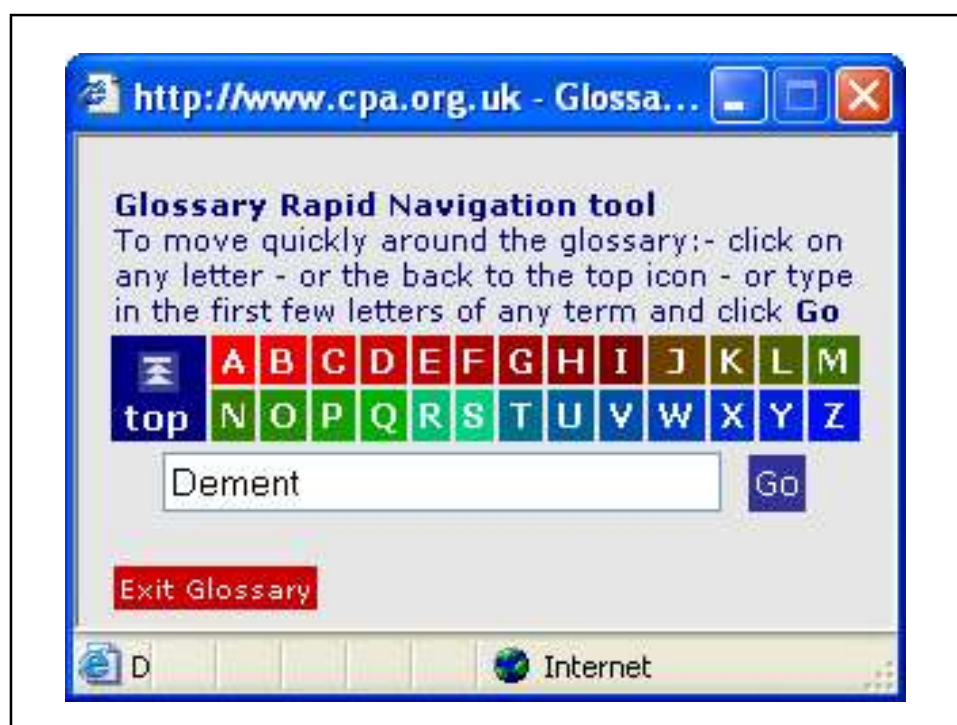 http://www.cpa.org.uk - Glossa...
Glossary Rapid Navigation tool
To move quickly around the glossary:- click on
any letter - or the back to the top icon - or type
in the first few letters of any term and click Go
A B C D E F G H I J K L M
top N O P Q R S T U V W X Y Z
Dement Go
Exit Glossary
D Internet